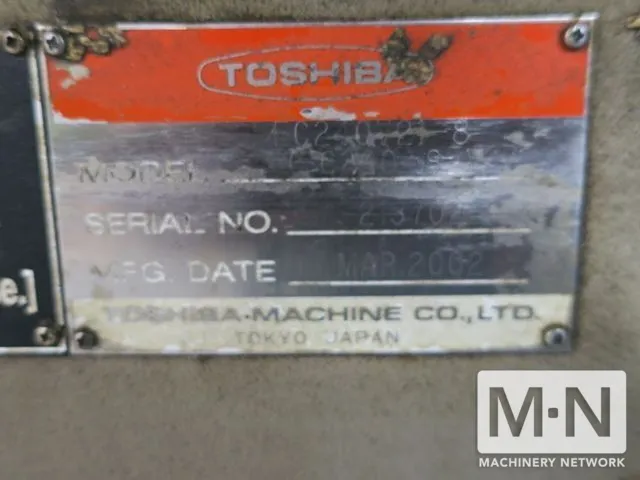 TOSHIBA
MODEL
SERIAL NO.
MFG. DATE MAR.2002
TOSHIBA-MACHINE CO.,LTD.
TOKYO JAPAN
e.]
M·N
MACHINERY NETWORK